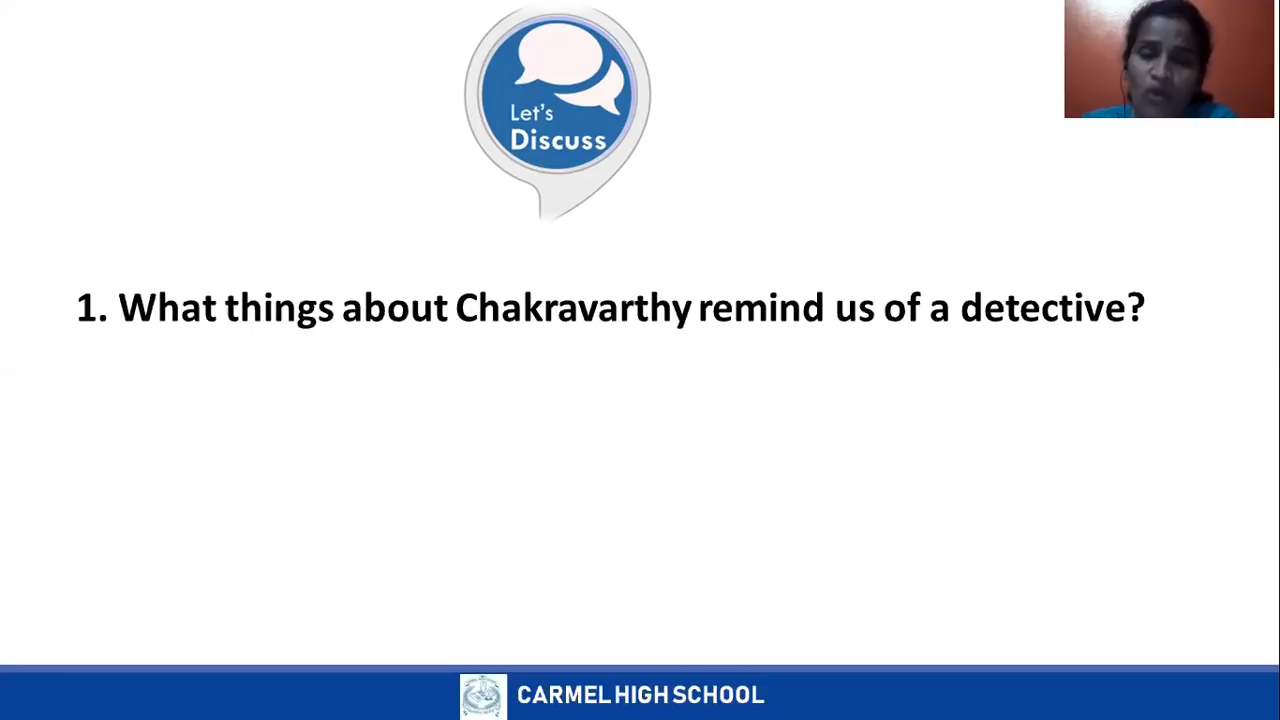 Let's
Discuss
1. What things about Chakravarthy remind us of a detective?
CARMEL HIGH SCHOOL